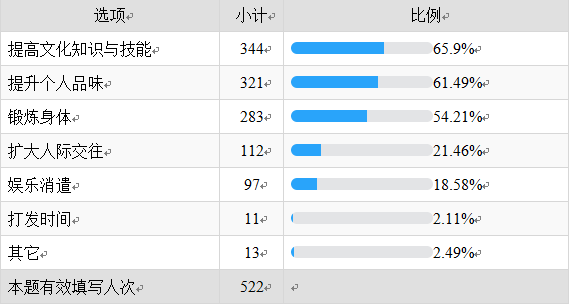 选项 小计 比例
提高文化知识与技能 344 65.9%
提升个人品味 321 61.49%
锻炼身体 283 54.21%
扩大人际交往 112 21.46%
娱乐消遣 97 18.58%
打发时间 11 2.11%
其它 13 2.49%
本题有效填写人次 522